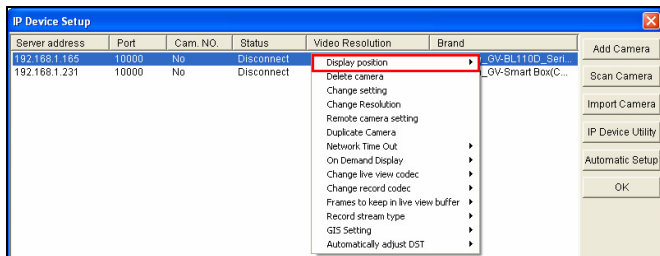 IP Device Setup
Server address Port Cam. NO. Status Video Resolution Brand
192.168.1.165 10000 No Disconnect _GV-BL110D_Seri...
192.168.1.231 10000 No Disconnect _GV-Smart Box(C...
Display position
Delete camera
Change setting
Change Resolution
Remote camera setting
Duplicate Camera
Network Time Out
On Demand Display
Change live view codec
Change record codec
Frames to keep in live view buffer
Record stream type
GIS Setting
Automatically adjust DST
Add Camera
Scan Camera
Import Camera
IP Device Utility
Automatic Setup
OK